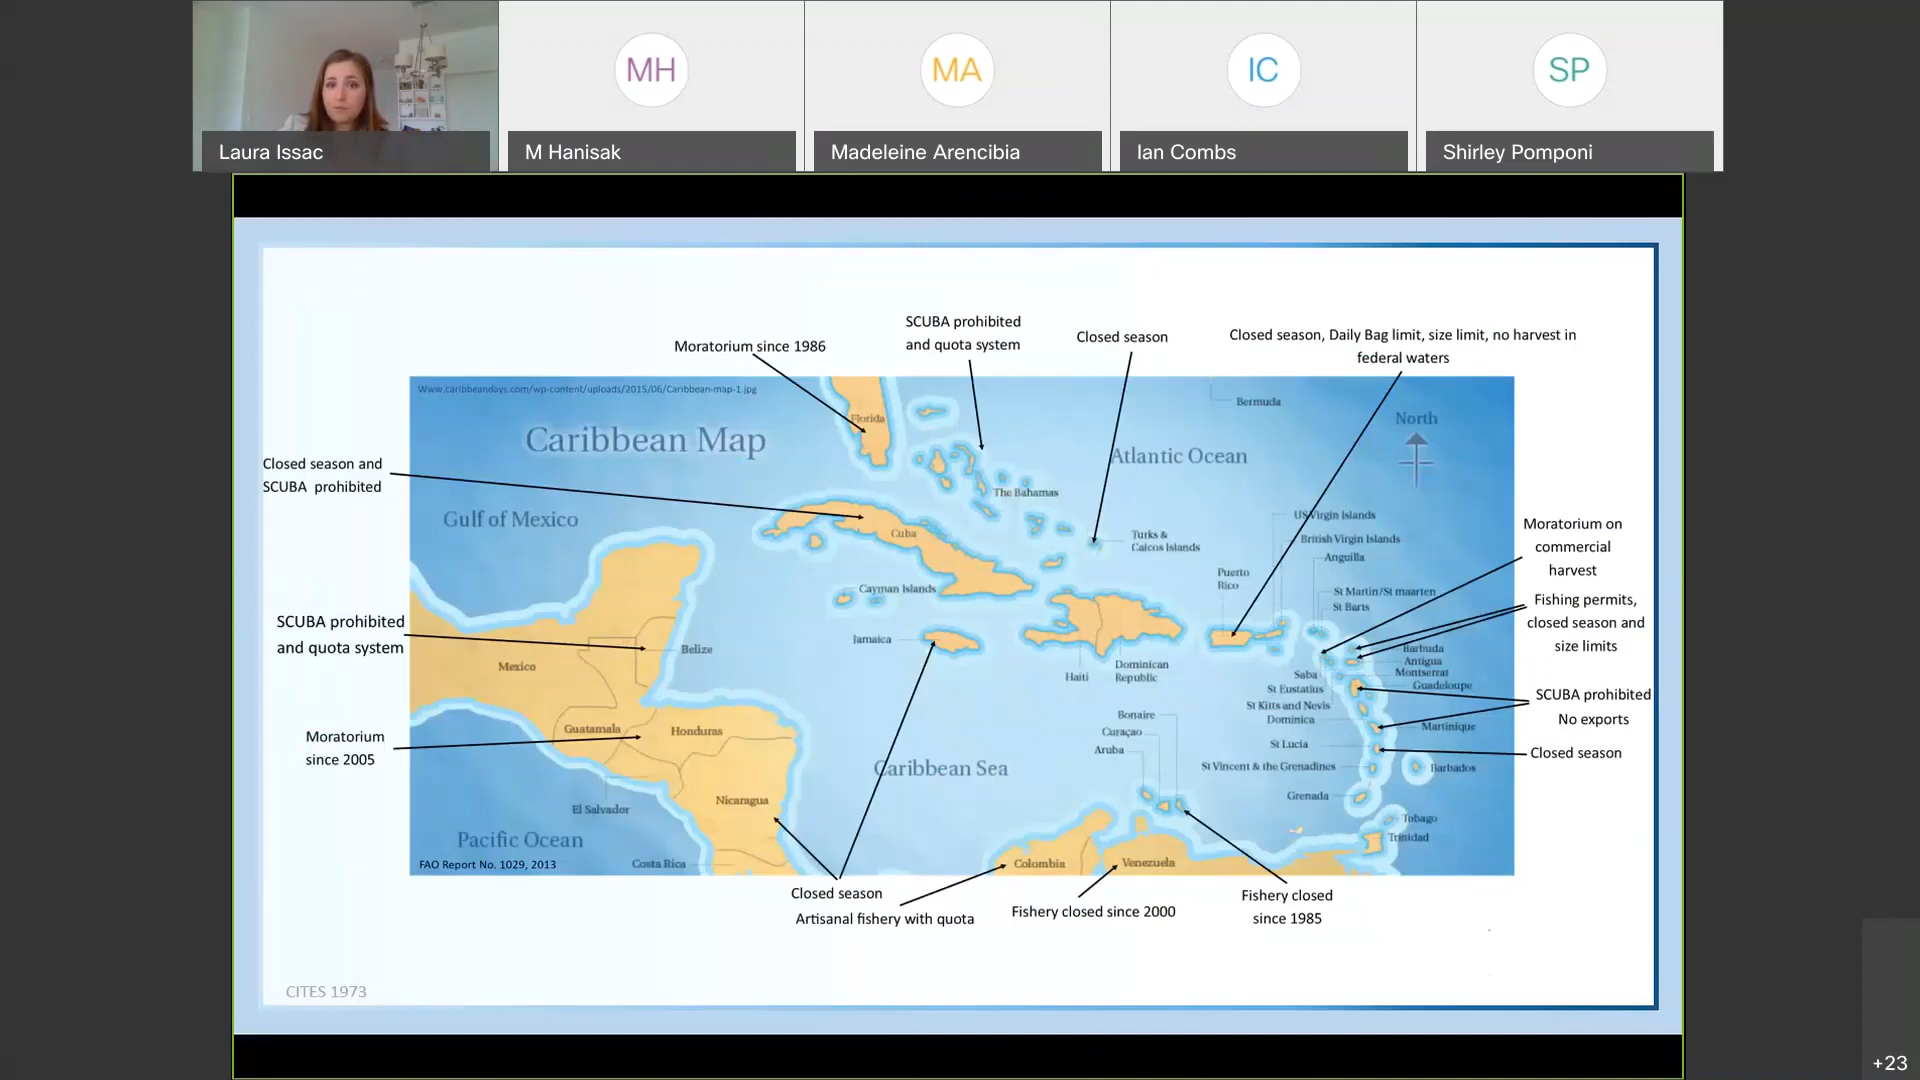 MH
MA
IC
SP
Laura Issac
M Hanisak
Madeleine Arencibia
Ian Combs
Shirley Pomponi
Moratorium since 1986
SCUBA prohibited
and quota system
Closed season
Closed season, Daily Bag limit, size limit, no harvest in
federal waters
Www.caribbeandays.com/wp-content/uploads/2015/06/Caribbean-map-1.jpg
Caribbean Map
Florida
Bermuda
North
Atlantic Ocean
Closed season and
SCUBA prohibited
Gulf of Mexico
The Bahamas
Cuba
Turks &
Caicos Islands
US Virgin Islands
British Virgin Islands
Anguilla
Moratorium on
commercial
harvest
Cayman Islands
Puerto
Rico
St Martin/St maarten
St Barts
Fishing permits,
closed season and
size limits
SCUBA prohibited
and quota system
Jamaica
Belize
Mexico
Haiti
Dominican
Republic
Barbuda
Antigua
Montserrat
Guadeloupe
Saba
St Eustatius
St Kitts and Nevis
Dominica
SCUBA prohibited
No exports
Martinique
Moratorium
since 2005
Guatamala
Honduras
Bonaire
Curaçao
Aruba
St Lucia
Closed season
St Vincent & the Grenadines
Barbados
Caribbean Sea
Nicaragua
El Salvador
Grenada
Tobago
Trinidad
Pacific Ocean
FAO Report No. 1029, 2013
Costa Rica
Colombia
Venezuela
Closed season
Artisanal fishery with quota
Fishery closed since 2000
Fishery closed
since 1985
CITES 1973
+23